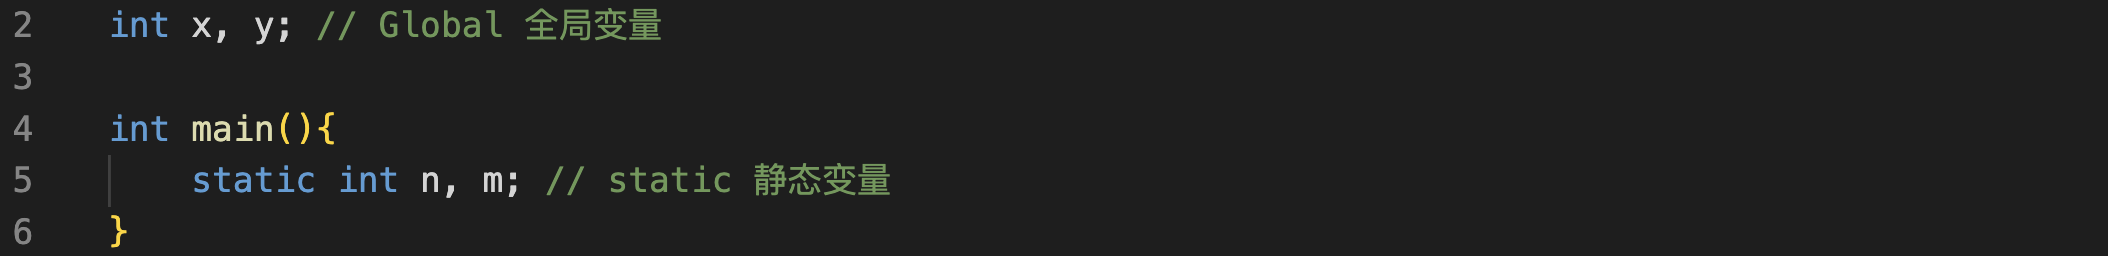 2 int x, y; // Global 全局变量
3
4 int main(){
5 static int n, m; // static 静态变量
6 }